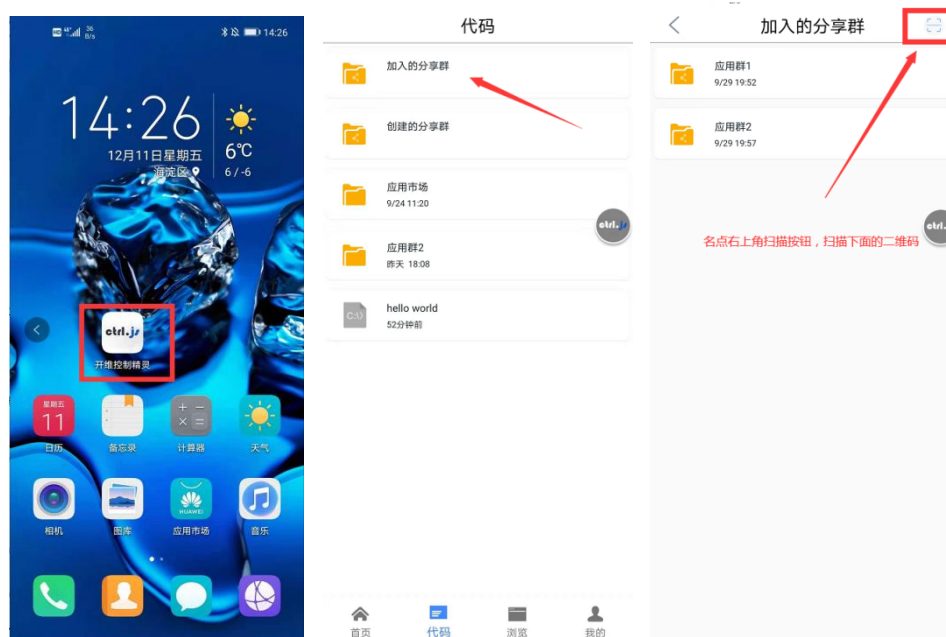 HD 4G 36 B/s
14:26
14:26
12月11日星期五
海淀区
6℃
6 / -6
ctrl.js
开维控制精灵
星期五
11
日历
备忘录
计算器
天气
相机
图库
HUAWEI
应用市场
音乐
代码
加入的分享群
创建的分享群
应用市场
9/24 11:20
应用群2
昨天 18:08
C:\)
hello world
52分钟前
ctrl.js
首页
代码
浏览
我的
加入的分享群
应用群1
9/29 19:52
应用群2
9/29 19:57
名点右上角扫描按钮，扫描下面的二维码
ctrl.